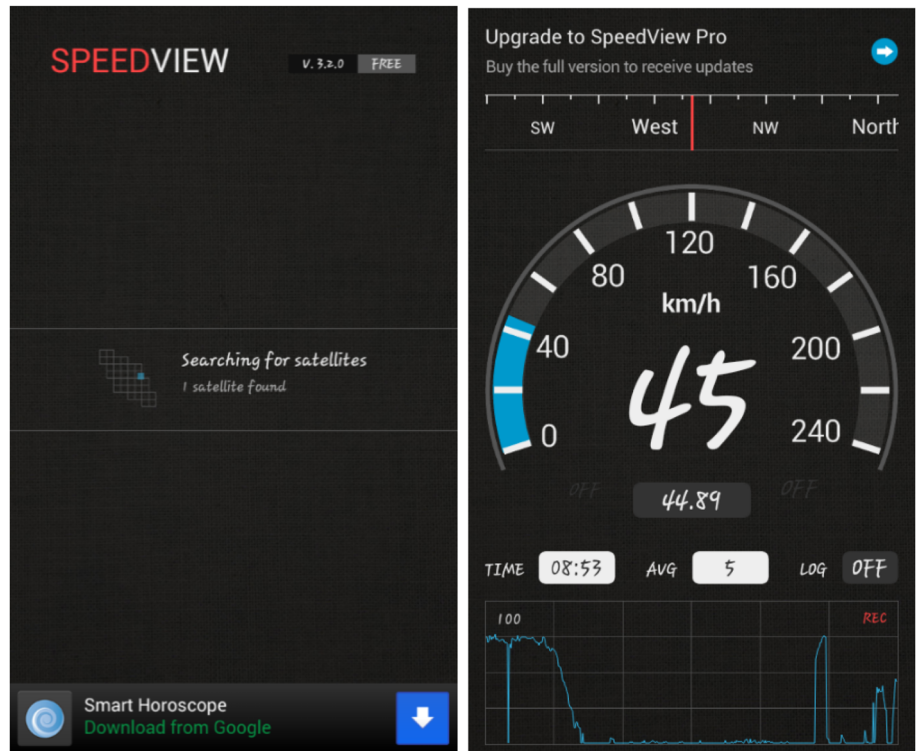 SPEEDVIEW
V. 3.2.0 FREE
Searching for satellites
1 satellite found
Smart Horoscope
Download from Google
Upgrade to SpeedView Pro
Buy the full version to receive updates
SW West NW North
120
80 160
km/h
40 200
45
0 240
OFF 44.89 OFF
TIME 08:53 AVG 5 LOG OFF
100 REC